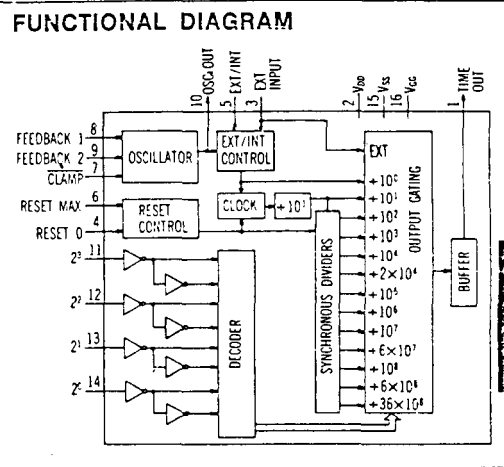 FUNCTIONAL DIAGRAM
10 OSC OUT
5 EXT/INT
3 EXT INPUT
2 VDD
15 VSS
16 VGG
1 TIME OUT
FEEDBACK 1 8
FEEDBACK 2 9
CLAMP 7
OSCILLATOR
EXT/INT CONTROL
RESET MAX 6
RESET 0 4
RESET CONTROL
CLOCK
÷10¹
2³ 11
2² 12
2¹ 13
2⁰ 14
DECODER
SYNCHRONOUS DIVIDERS
EXT
÷10⁰
÷10¹
÷10²
÷10³
÷10⁴
÷2×10⁴
÷10⁵
÷10⁶
÷10⁷
÷6×10⁷
÷10⁸
÷6×10⁸
÷36×10⁸
OUTPUT GATING
BUFFER